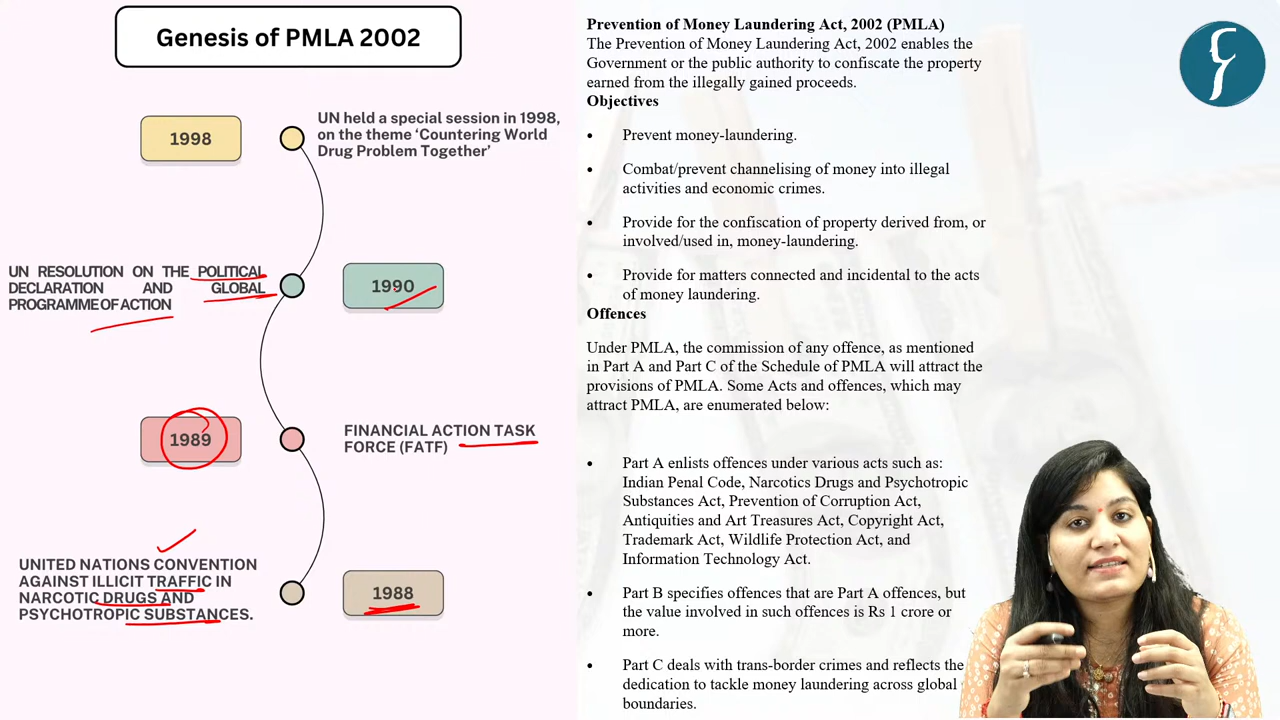 Genesis of PMLA 2002
1998
UN held a special session in 1998,
on the theme ‘Countering World
Drug Problem Together’
UN RESOLUTION ON THE POLITICAL
DECLARATION AND GLOBAL
PROGRAMME OF ACTION
1990
1989
FINANCIAL ACTION TASK
FORCE (FATF)
UNITED NATIONS CONVENTION
AGAINST ILLICIT TRAFFIC IN
NARCOTIC DRUGS AND
PSYCHOTROPIC SUBSTANCES.
1988
Prevention of Money Laundering Act, 2002 (PMLA)
The Prevention of Money Laundering Act, 2002 enables the
Government or the public authority to confiscate the property
earned from the illegally gained proceeds.
Objectives
• Prevent money-laundering.
• Combat/prevent channelising of money into illegal
activities and economic crimes.
• Provide for the confiscation of property derived from, or
involved/used in, money-laundering.
• Provide for matters connected and incidental to the acts
of money laundering.
Offences
Under PMLA, the commission of any offence, as mentioned
in Part A and Part C of the Schedule of PMLA will attract the
provisions of PMLA. Some Acts and offences, which may
attract PMLA, are enumerated below:
• Part A enlists offences under various acts such as:
Indian Penal Code, Narcotics Drugs and Psychotropic
Substances Act, Prevention of Corruption Act,
Antiquities and Art Treasures Act, Copyright Act,
Trademark Act, Wildlife Protection Act, and
Information Technology Act.
• Part B specifies offences that are Part A offences, but
the value involved in such offences is Rs 1 crore or
more.
• Part C deals with trans-border crimes and reflects the
dedication to tackle money laundering across global
boundaries.